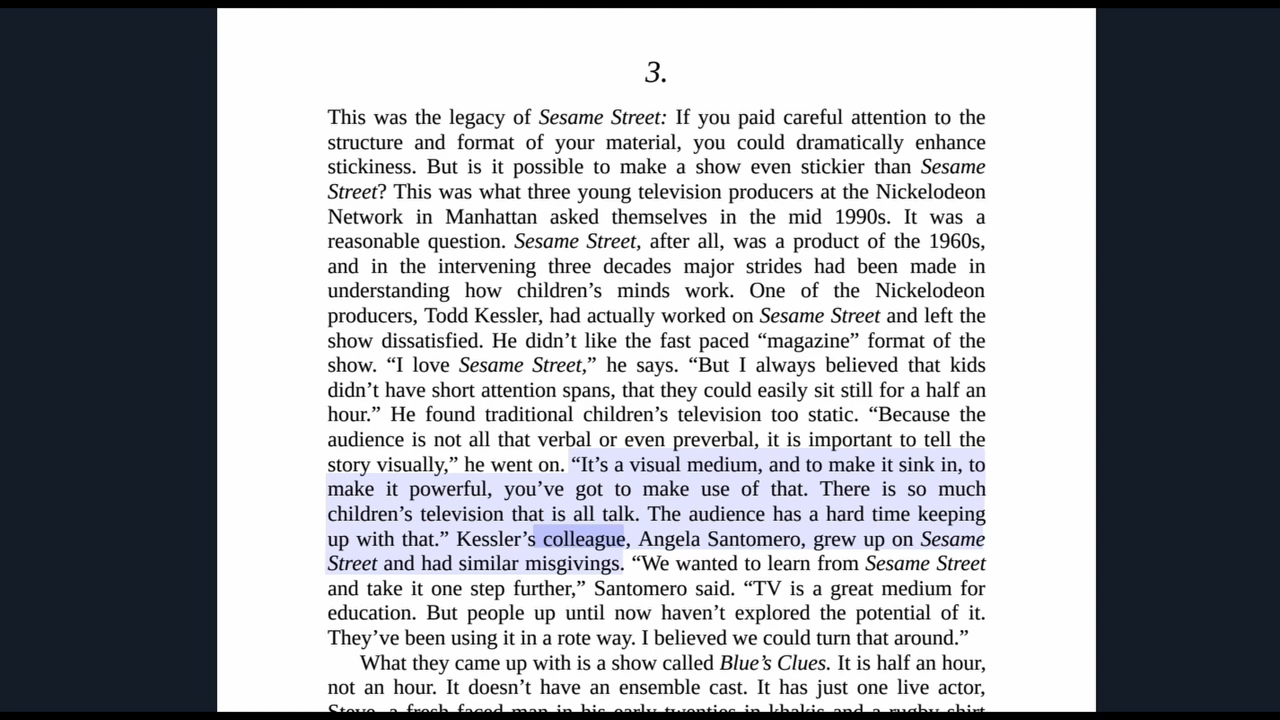 3.
This was the legacy of Sesame Street: If you paid careful attention to the
structure and format of your material, you could dramatically enhance
stickiness. But is it possible to make a show even stickier than Sesame
Street? This was what three young television producers at the Nickelodeon
Network in Manhattan asked themselves in the mid 1990s. It was a
reasonable question. Sesame Street, after all, was a product of the 1960s,
and in the intervening three decades major strides had been made in
understanding how children’s minds work. One of the Nickelodeon
producers, Todd Kessler, had actually worked on Sesame Street and left the
show dissatisfied. He didn’t like the fast paced “magazine” format of the
show. “I love Sesame Street,” he says. “But I always believed that kids
didn’t have short attention spans, that they could easily sit still for a half an
hour.” He found traditional children’s television too static. “Because the
audience is not all that verbal or even preverbal, it is important to tell the
story visually,” he went on. “It’s a visual medium, and to make it sink in, to
make it powerful, you’ve got to make use of that. There is so much
children’s television that is all talk. The audience has a hard time keeping
up with that.” Kessler’s colleague, Angela Santomero, grew up on Sesame
Street and had similar misgivings. “We wanted to learn from Sesame Street
and take it one step further,” Santomero said. “TV is a great medium for
education. But people up until now haven’t explored the potential of it.
They’ve been using it in a rote way. I believed we could turn that around.”
What they came up with is a show called Blue’s Clues. It is half an hour,
not an hour. It doesn’t have an ensemble cast. It has just one live actor,
Steve, a fresh-faced man in his early twenties in khakis and a rugby shirt